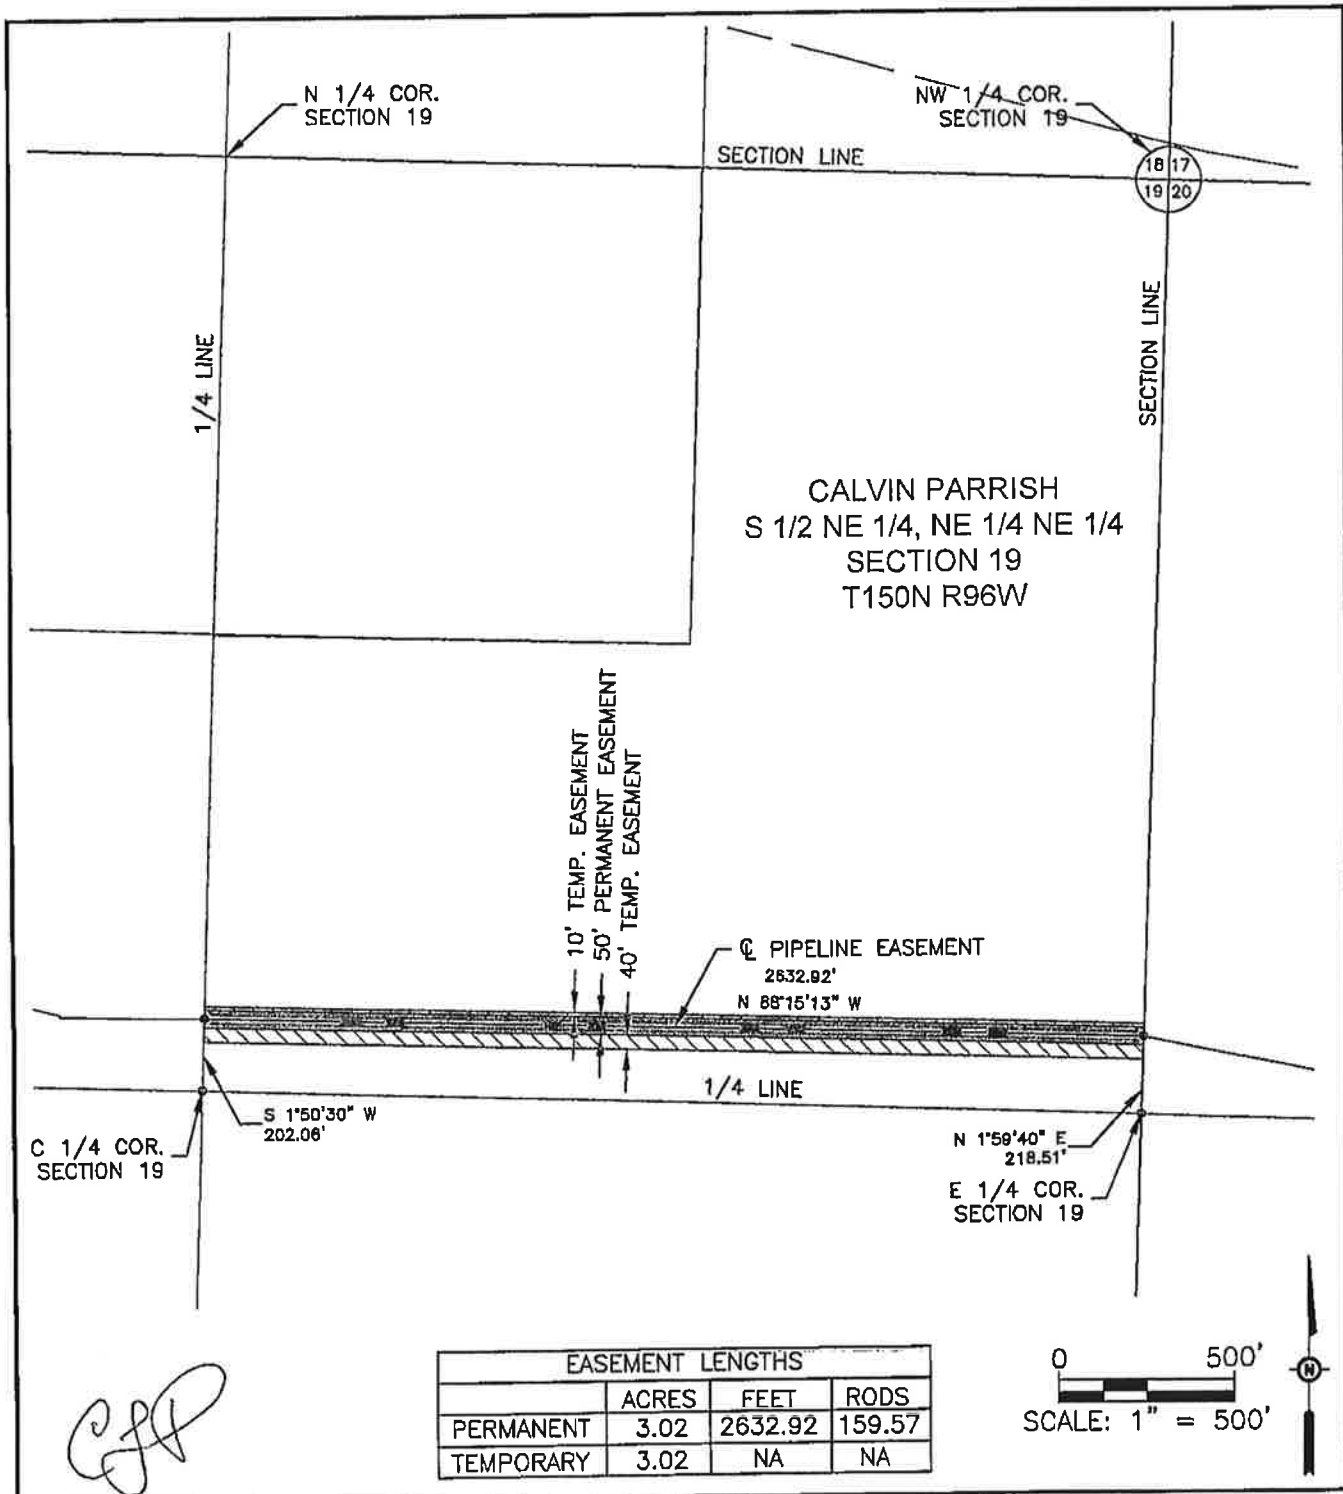 N 1/4 COR.
SECTION 19
NW 1/4 COR.
SECTION 19
SECTION LINE
18 17
19 20
1/4 LINE
SECTION LINE
CALVIN PARRISH
S 1/2 NE 1/4, NE 1/4 NE 1/4
SECTION 19
T150N R96W
10' TEMP. EASEMENT
50' PERMANENT EASEMENT
40' TEMP. EASEMENT
℄ PIPELINE EASEMENT
2632.92'
N 88°15'13" W
1/4 LINE
S 1°50'30" W
202.06'
C 1/4 COR.
SECTION 19
N 1°59'40" E
218.51'
E 1/4 COR.
SECTION 19
EASEMENT LENGTHS
ACRES FEET RODS
PERMANENT 3.02 2632.92 159.57
TEMPORARY 3.02 NA NA
0 500'
SCALE: 1" = 500'
N
CJP